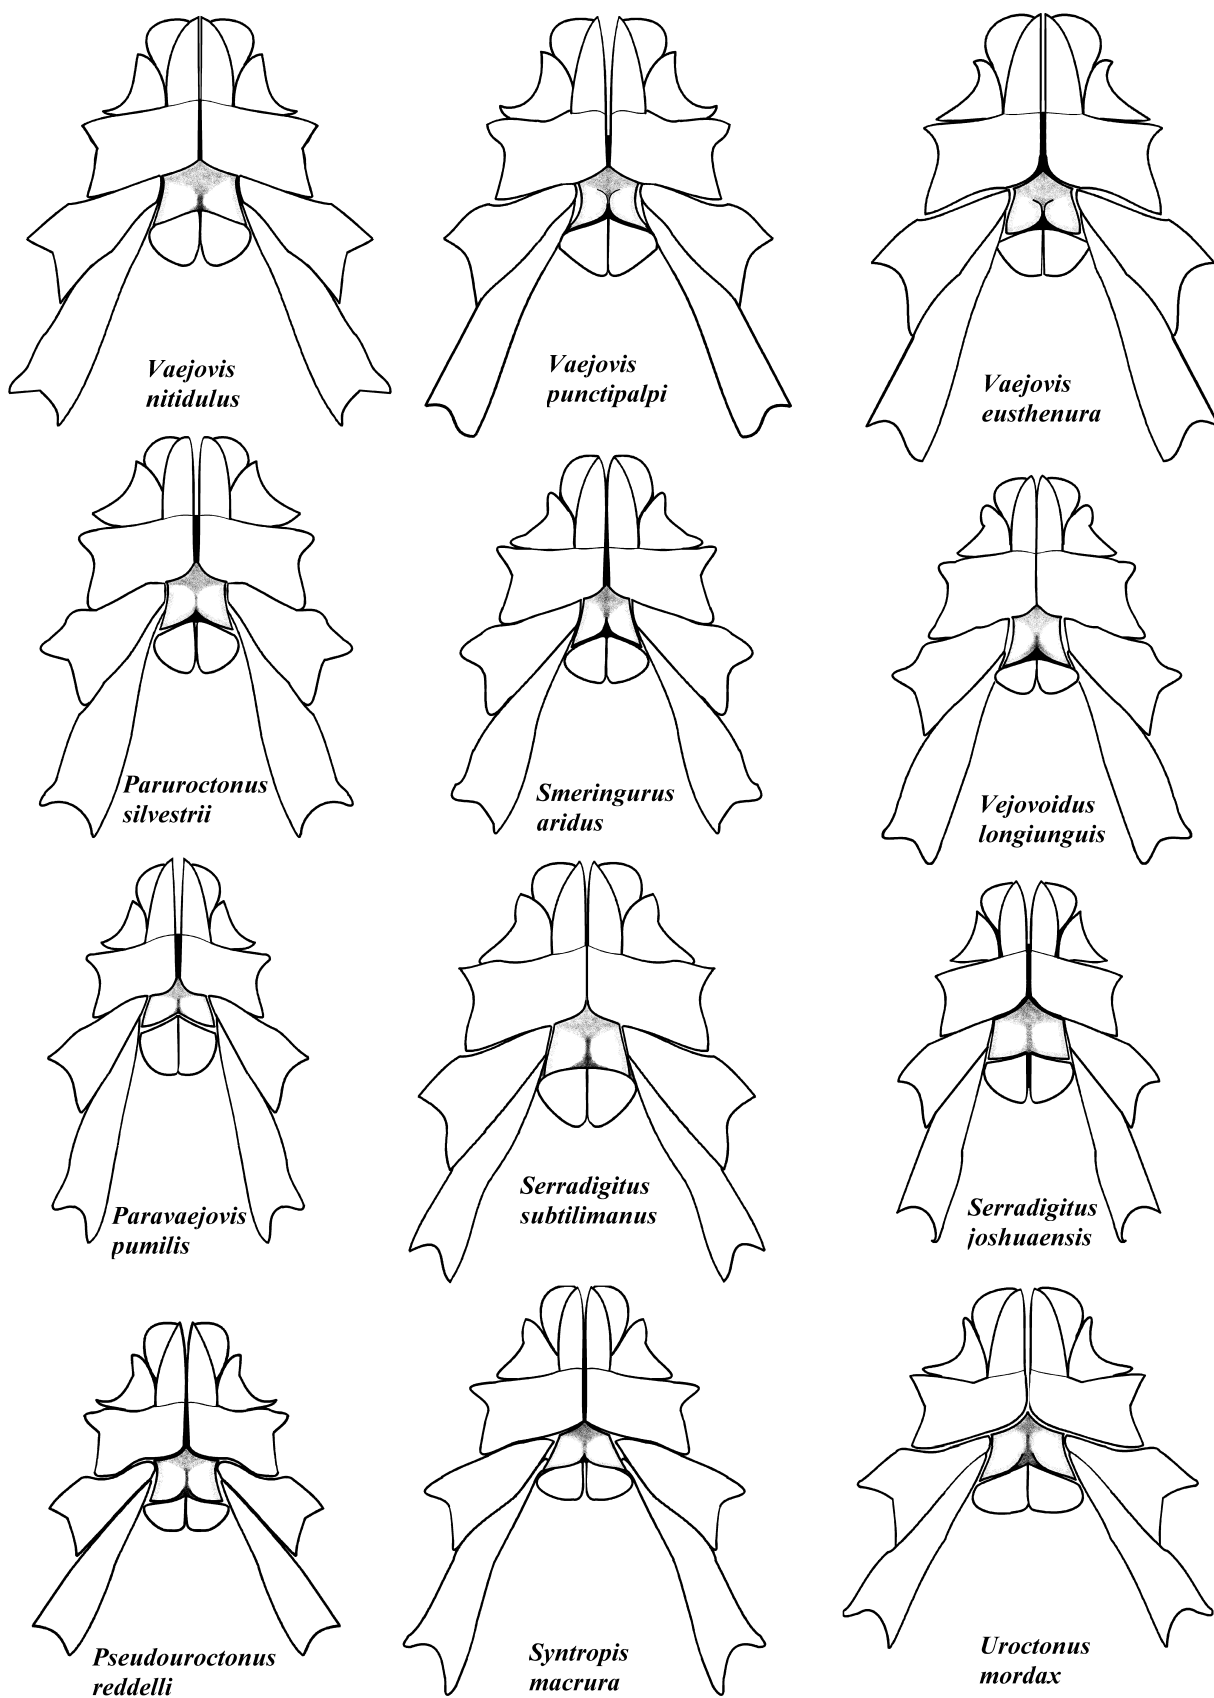 Vaejovis
nitidulus
Vaejovis
punctipalpi
Vaejovis
eusthenura
Paruroctonus
silvestrii
Smeringurus
aridus
Vejovoidus
longiunguis
Paravaejovis
pumilis
Serradigitus
subtilimanus
Serradigitus
joshuaensis
Pseudouroctonus
reddelli
Syntropis
macrura
Uroctonus
mordax